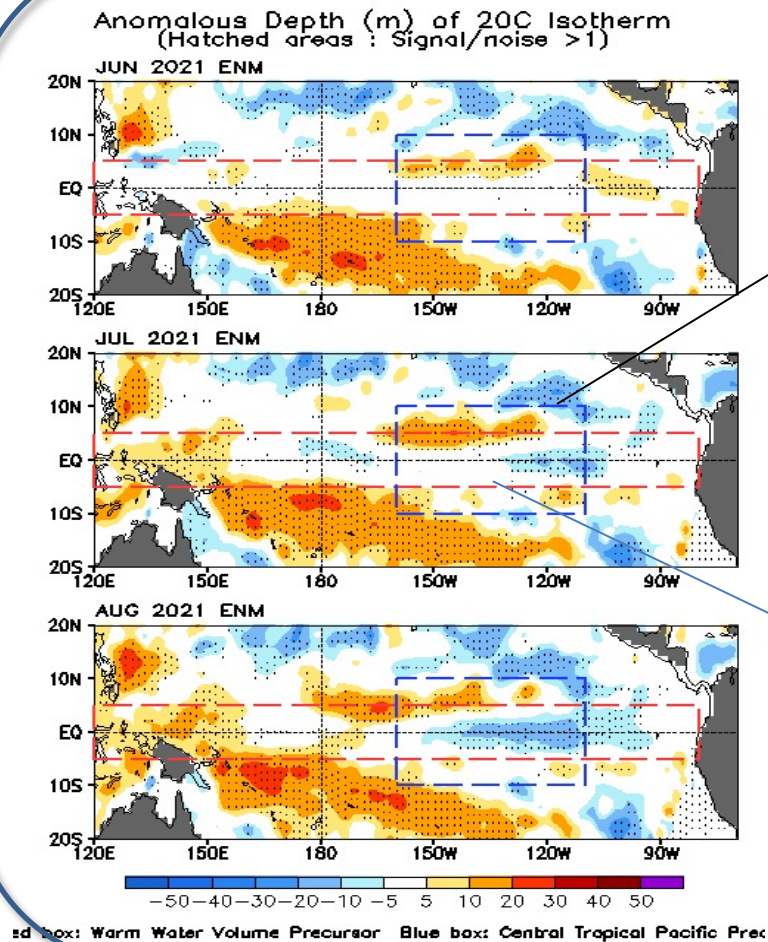 Anomalous Depth (m) of 20C Isotherm
(Hatched areas : Signal/noise >1)
JUN 2021 ENM
20N
10N
EQ
10S
20S
120E 150E 180 150W 120W 90W
JUL 2021 ENM
20N
10N
EQ
10S
20S
120E 150E 180 150W 120W 90W
AUG 2021 ENM
20N
10N
EQ
10S
20S
120E 150E 180 150W 120W 90W
-50 -40 -30 -20 -10 -5 5 10 20 30 40 50
ed box: Warm Water Volume Precursor Blue box: Central Tropical Pacific Prec